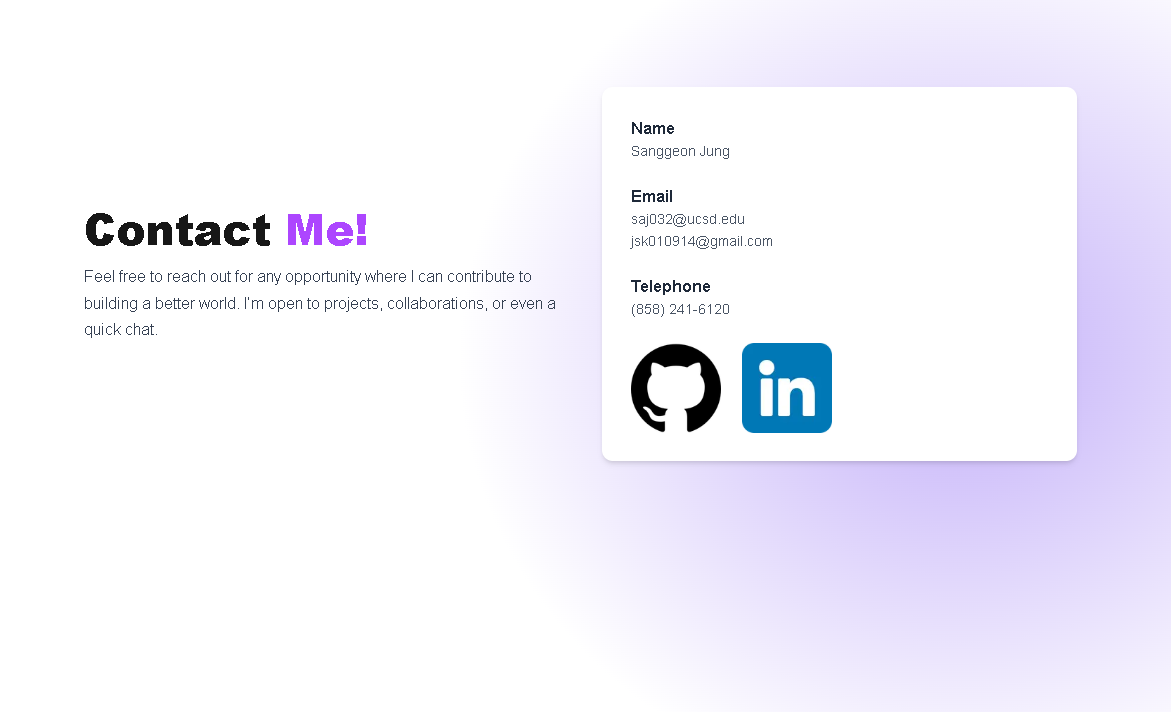 Contact Me!
Feel free to reach out for any opportunity where I can contribute to
building a better world. I'm open to projects, collaborations, or even a
quick chat.
Name
Sanggeon Jung
Email
saj032@ucsd.edu
jsk010914@gmail.com
Telephone
(858) 241-6120
in